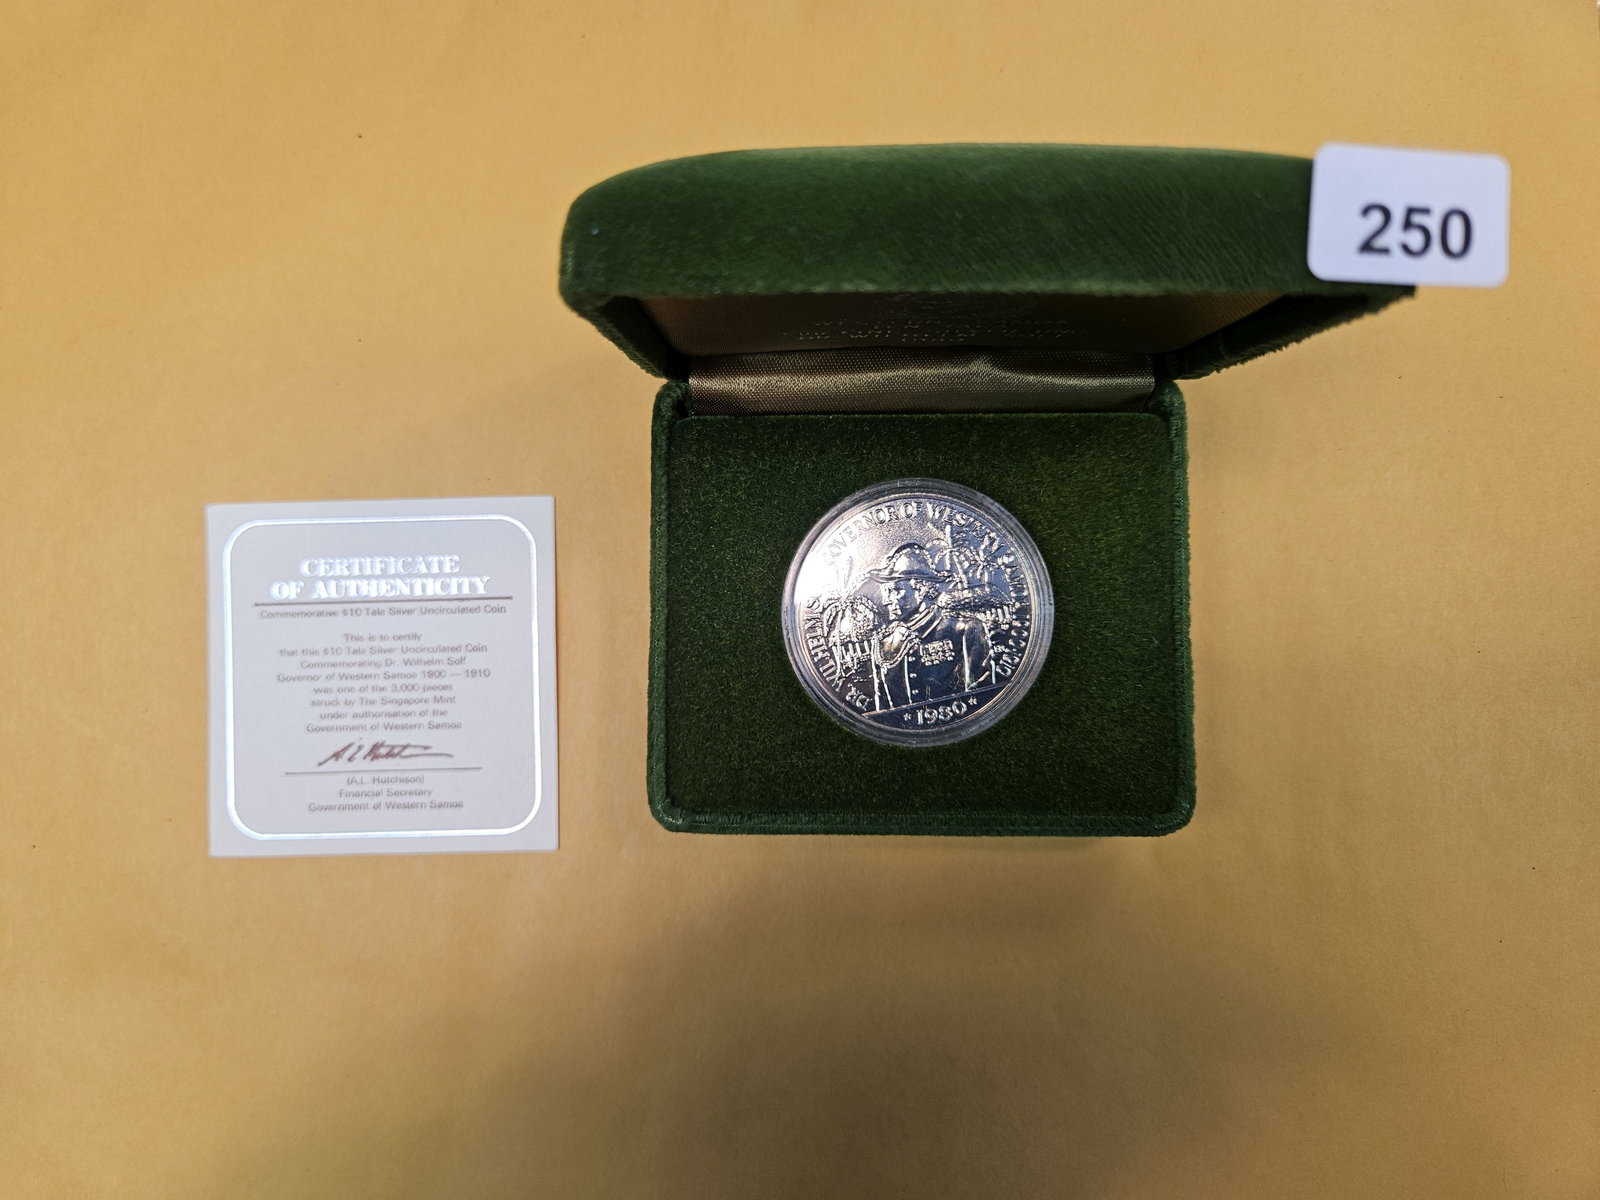 250
CERTIFICATE
OF AUTHENTICITY
Commemorative $10 Tala Silver Uncirculated Coin
This is to certify
that this $10 Tala Silver Uncirculated Coin
Commemorating Dr. Wilhelm Solf
Governor of Western Samoa 1900 — 1910
was one of the 3,000 pieces
struck by The Singapore Mint
under authorisation of the
Government of Western Samoa
(A.L. Hutchison)
Financial Secretary
Government of Western Samoa
DR. WILHELM S GOVERNOR OF WESTERN
* 1980 *